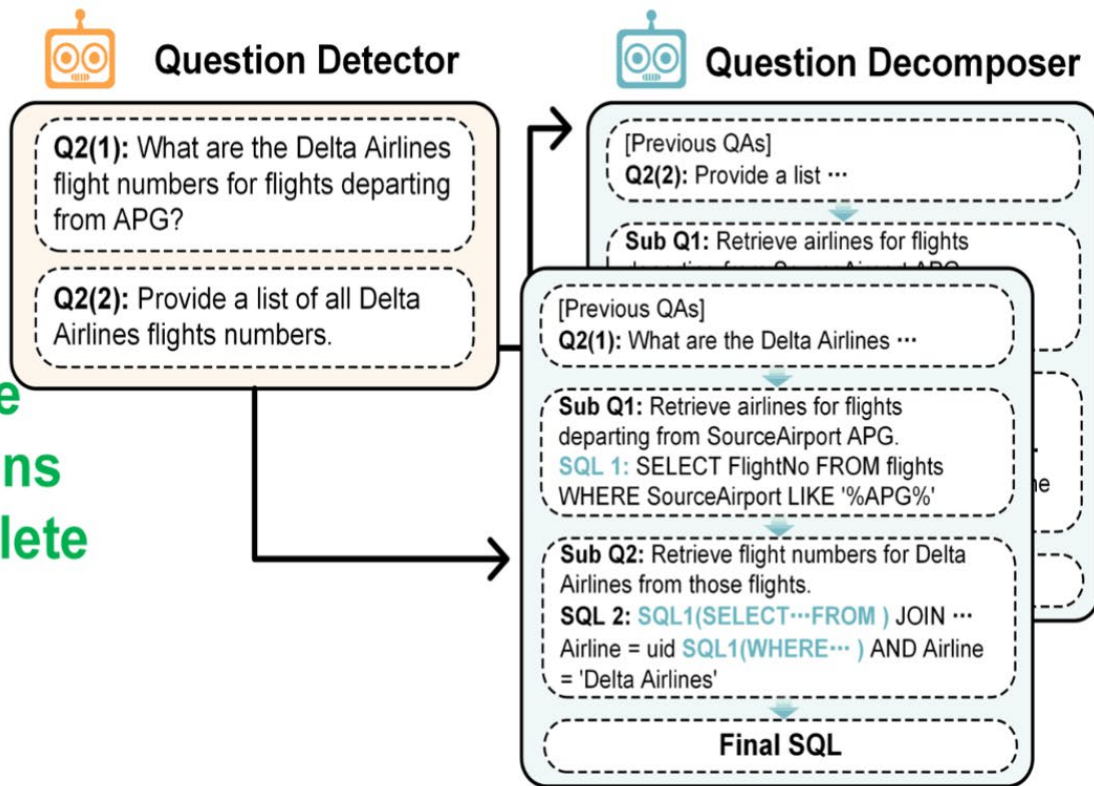 Question Detector
Q2(1): What are the Delta Airlines
flight numbers for flights departing
from APG?
Q2(2): Provide a list of all Delta
Airlines flights numbers.
Question Decomposer
[Previous QAs]
Q2(2): Provide a list ···
Sub Q1: Retrieve airlines for flights
[Previous QAs]
Q2(1): What are the Delta Airlines ···
Sub Q1: Retrieve airlines for flights
departing from SourceAirport APG.
SQL 1: SELECT FlightNo FROM flights
WHERE SourceAirport LIKE '%APG%'
Sub Q2: Retrieve flight numbers for Delta
Airlines from those flights.
SQL 2: SQL1(SELECT···FROM ) JOIN ···
Airline = uid SQL1(WHERE··· ) AND Airline
= 'Delta Airlines'
Final SQL